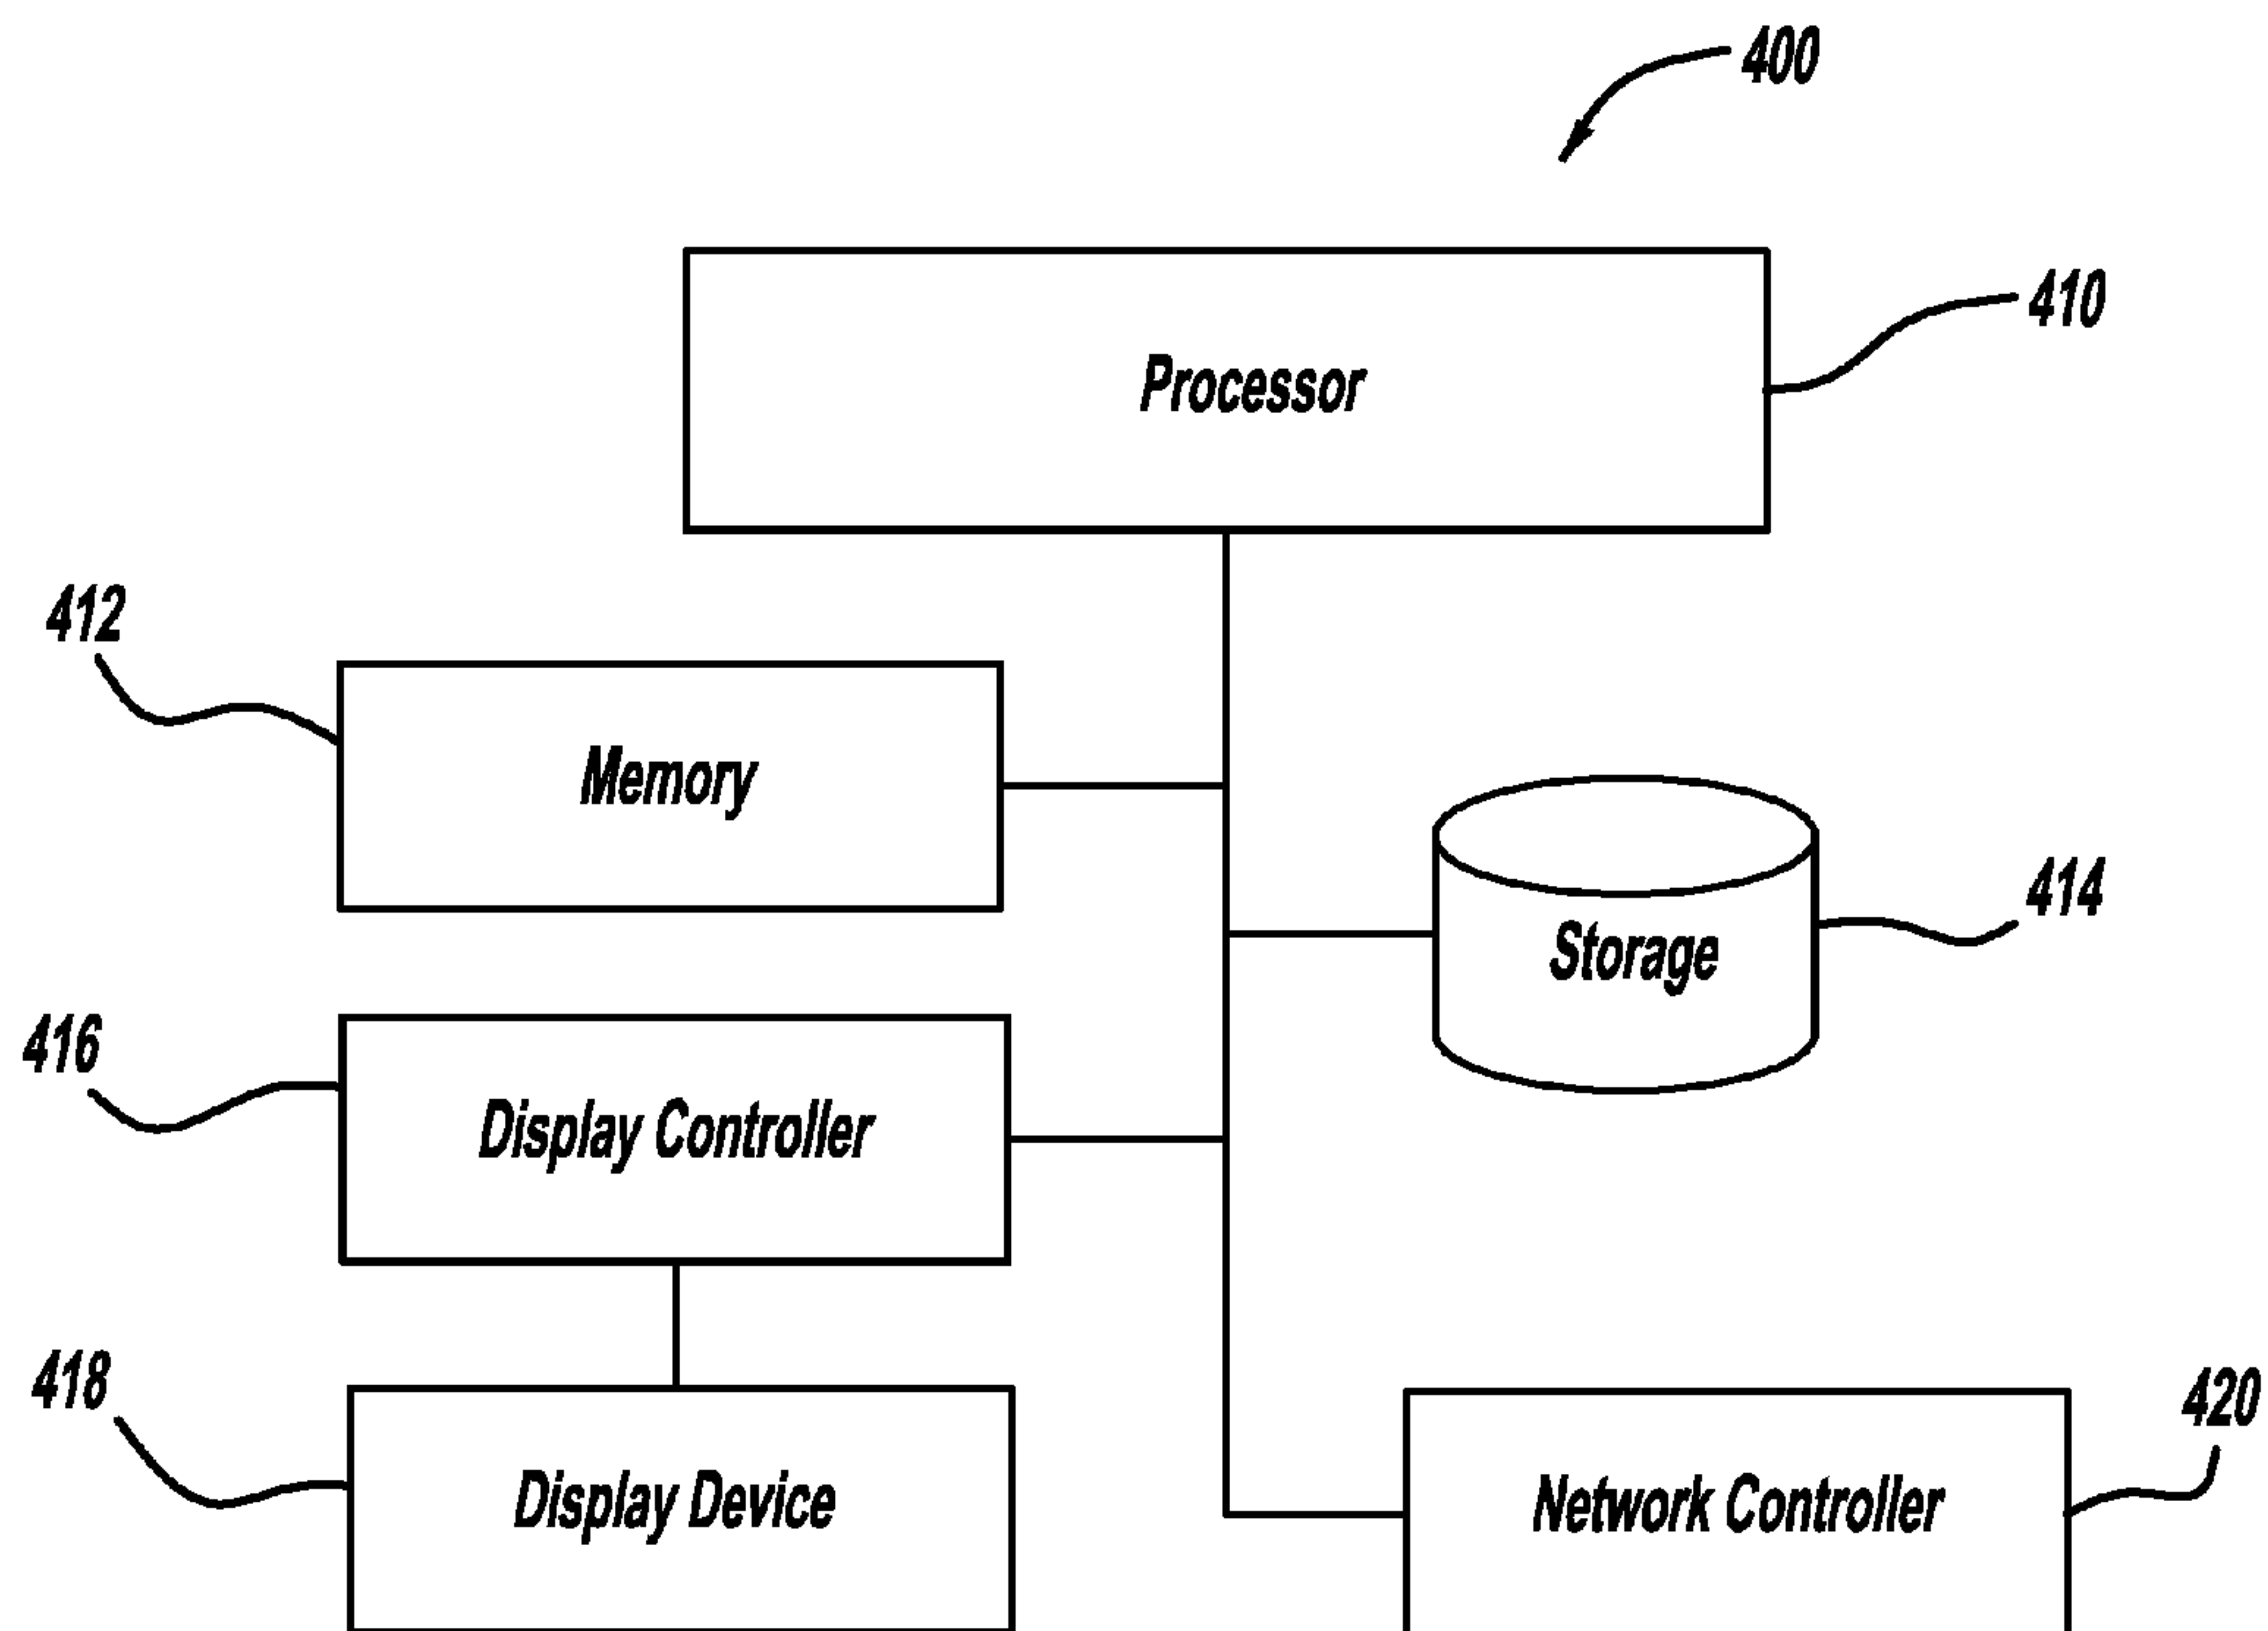 400
Processor
410
412
Memory
Storage
414
416
Display Controller
418
Display Device
Network Controller
420